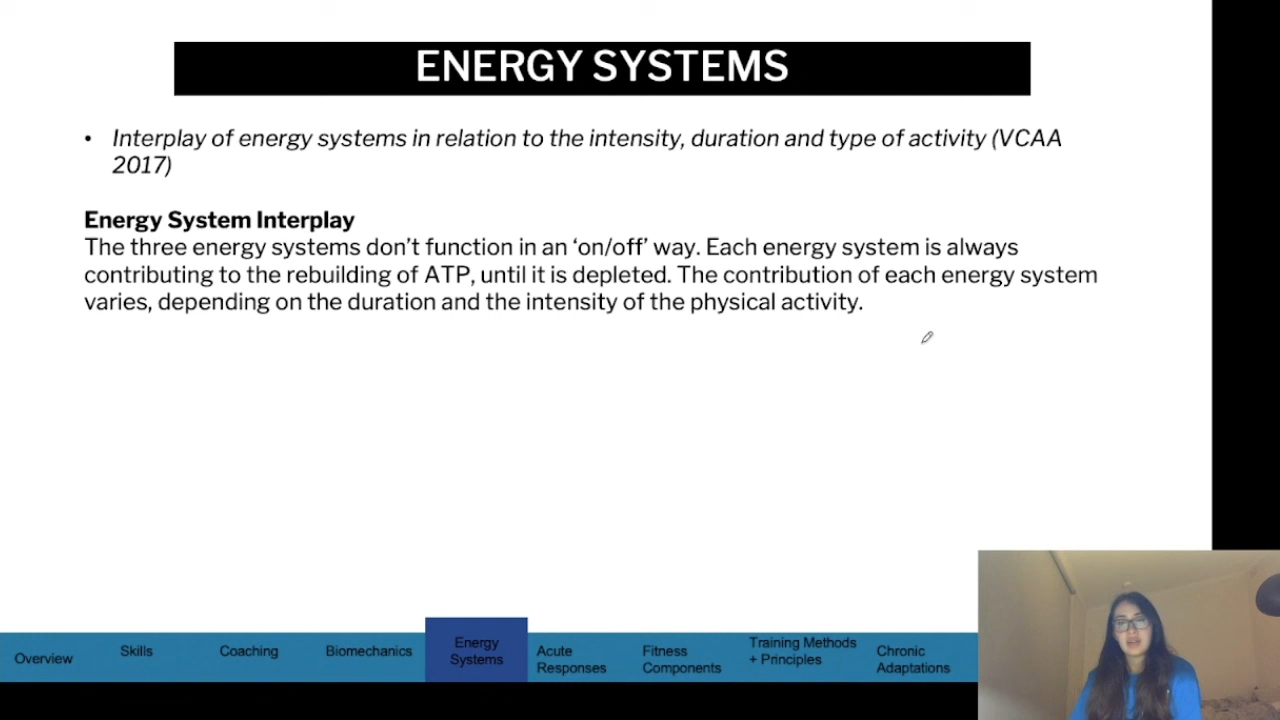 ENERGY SYSTEMS
• Interplay of energy systems in relation to the intensity, duration and type of activity (VCAA
2017)
Energy System Interplay
The three energy systems don’t function in an ‘on/off’ way. Each energy system is always
contributing to the rebuilding of ATP, until it is depleted. The contribution of each energy system
varies, depending on the duration and the intensity of the physical activity.
Overview
Skills
Coaching
Biomechanics
Energy
Systems
Acute
Responses
Fitness
Components
Training Methods
+ Principles
Chronic
Adaptations